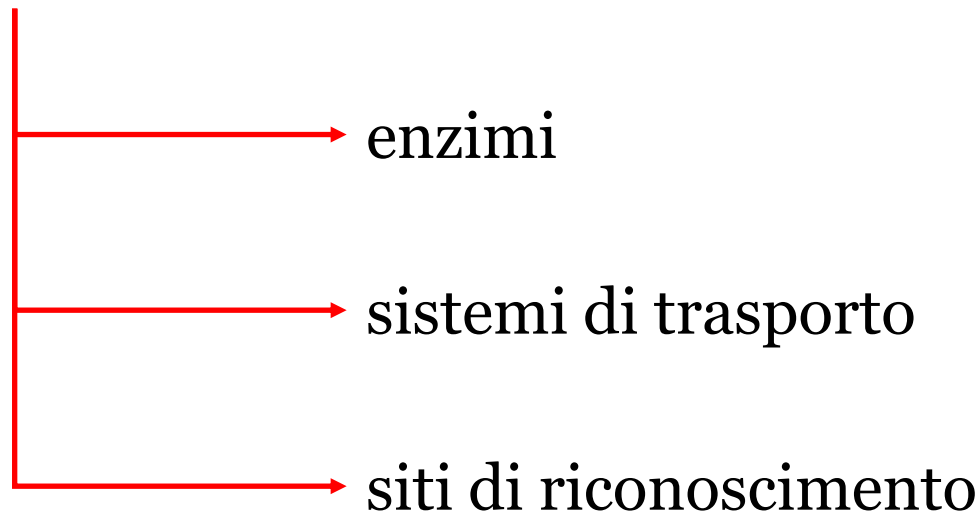 enzimi
sistemi di trasporto
siti di riconoscimento